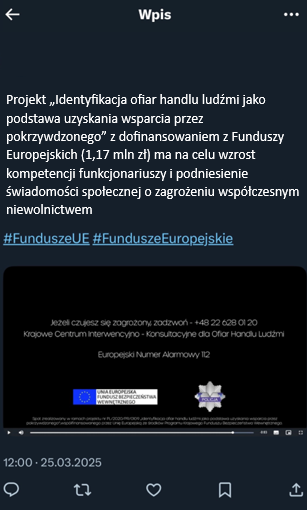 Wpis
Projekt „Identyfikacja ofiar handlu ludźmi jako
podstawa uzyskania wsparcia przez
pokrzywdzonego” z dofinansowaniem z Funduszy
Europejskich (1,17 mln zł) ma na celu wzrost
kompetencji funkcjonariuszy i podniesienie
świadomości społecznej o zagrożeniu współczesnym
niewolnictwem
#FunduszeUE #FunduszeEuropejskie
Jeżeli czujesz się zagrożony, zadzwoń - +48 22 628 01 20
Krajowe Centrum Interwencyjno - Konsultacyjne dla Ofiar Handlu Ludźmi
Europejski Numer Alarmowy 112
UNIA EUROPEJSKA
FUNDUSZ BEZPIECZEŃSTWA
WEWNĘTRZNEGO
POLICJA
12:00 · 25.03.2025